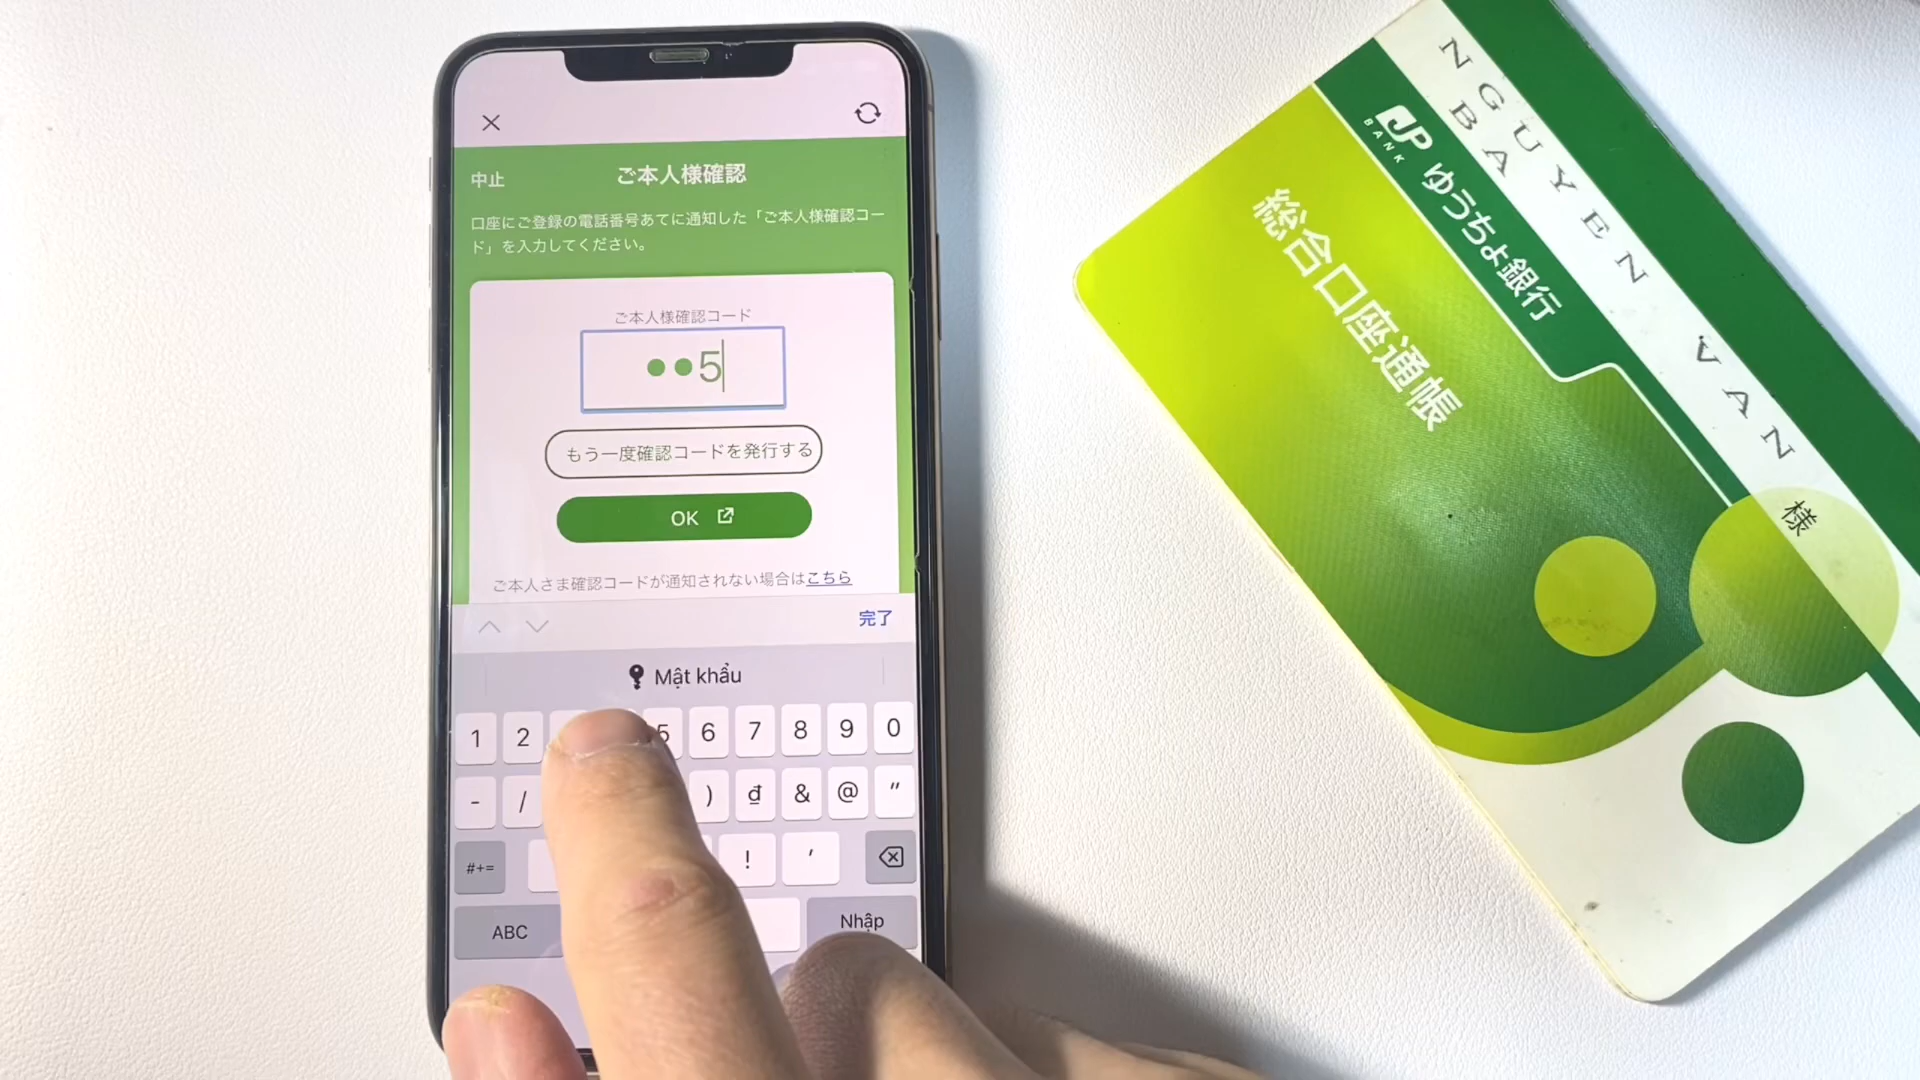 中止
ご本人様確認
口座にご登録の電話番号あてに通知した「ご本人様確認コー
ド」を入力してください。
ご本人様確認コード
●●5
もう一度確認コードを発行する
OK
ご本人さま確認コードが通知されない場合はこちら
完了
Mật khẩu
1 2 5 6 7 8 9 0
- / ) đ & @ "
#+= ! '
ABC Nhập
NGUYEN VAN
BA
様
JP
BANK
ゆうちょ銀行
総合口座通帳